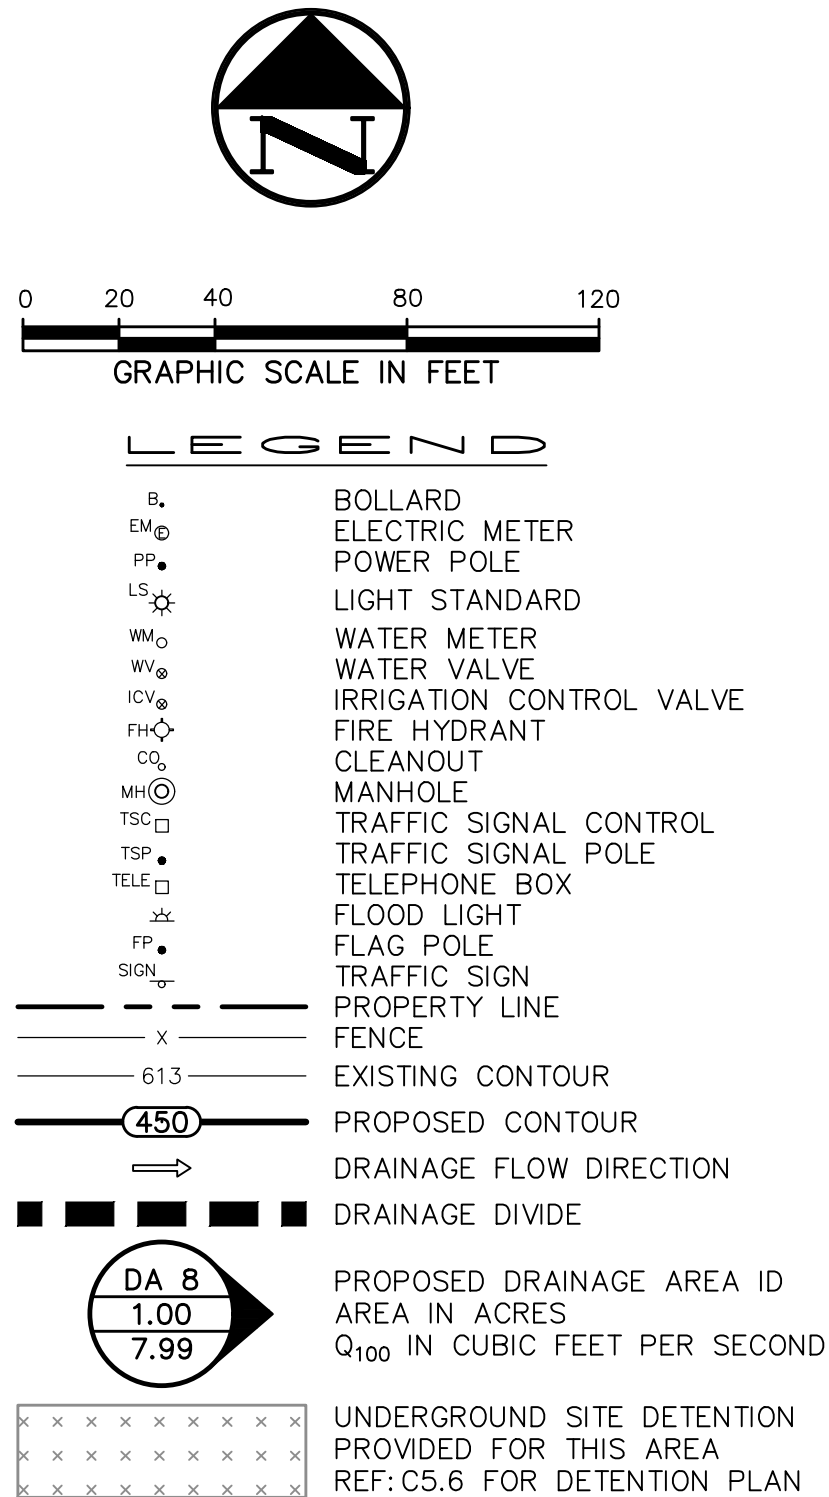 N
0 20 40 80 120
GRAPHIC SCALE IN FEET
LEGEND
B BOLLARD
EM E ELECTRIC METER
PP POWER POLE
LS LIGHT STANDARD
WM WATER METER
WV WATER VALVE
ICV IRRIGATION CONTROL VALVE
FH FIRE HYDRANT
CO CLEANOUT
MH MANHOLE
TSC TRAFFIC SIGNAL CONTROL
TSP TRAFFIC SIGNAL POLE
TELE TELEPHONE BOX
FLOOD LIGHT
FP FLAG POLE
SIGN TRAFFIC SIGN
PROPERTY LINE
X FENCE
613 EXISTING CONTOUR
450 PROPOSED CONTOUR
DRAINAGE FLOW DIRECTION
DRAINAGE DIVIDE
DA 8 PROPOSED DRAINAGE AREA ID
1.00 AREA IN ACRES
7.99 Q100 IN CUBIC FEET PER SECOND
UNDERGROUND SITE DETENTION
PROVIDED FOR THIS AREA
REF: C5.6 FOR DETENTION PLAN